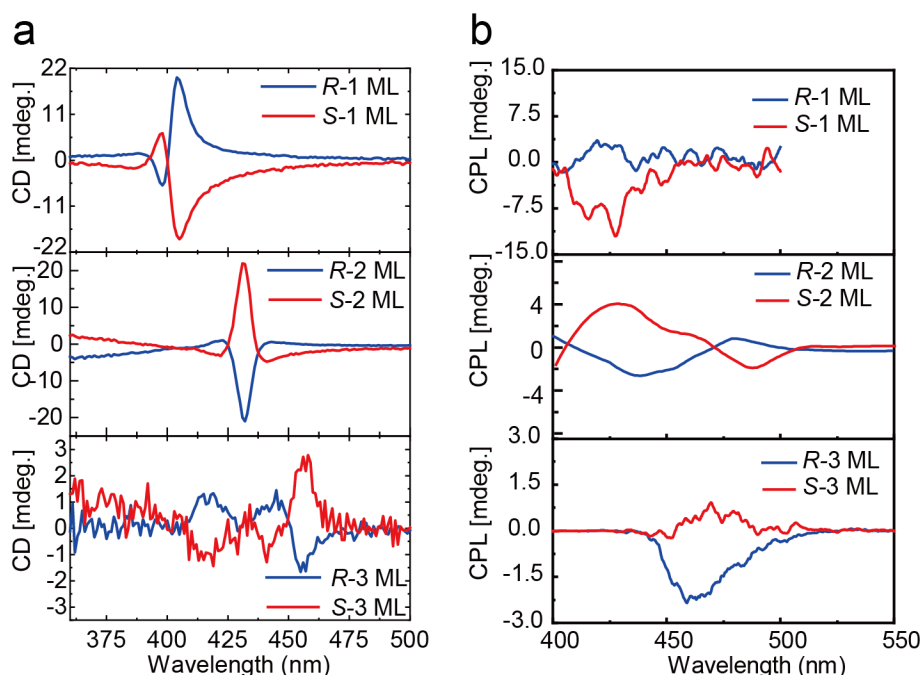 a
22
11
0
-11
-22
CD [mdeg.]
R-1 ML
S-1 ML
20
10
0
-10
-20
CD [mdeg.]
R-2 ML
S-2 ML
3
2
1
0
-1
-2
-3
CD [mdeg.]
R-3 ML
S-3 ML
375 400 425 450 475 500
Wavelength (nm)
b
15.0
7.5
0.0
-7.5
-15.0
CPL [mdeg.]
R-1 ML
S-1 ML
4
0
-4
3.0
CPL [mdeg.]
R-2 ML
S-2 ML
1.5
0.0
-1.5
-3.0
CPL [mdeg.]
R-3 ML
S-3 ML
400 450 500 550
Wavelength (nm)